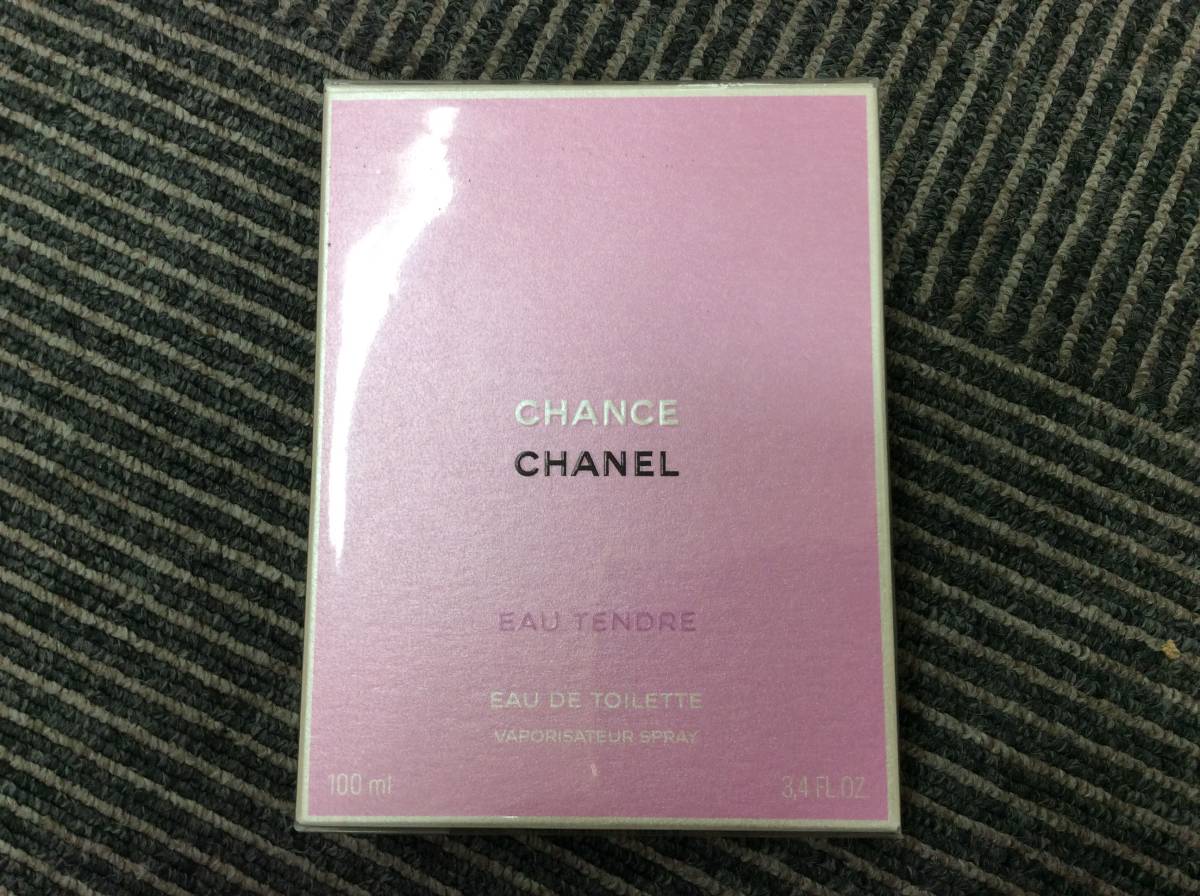 CHANCE
CHANEL
EAU TENDRE
EAU DE TOILETTE
VAPORISATEUR SPRAY
100 ml 3,4 FL.OZ